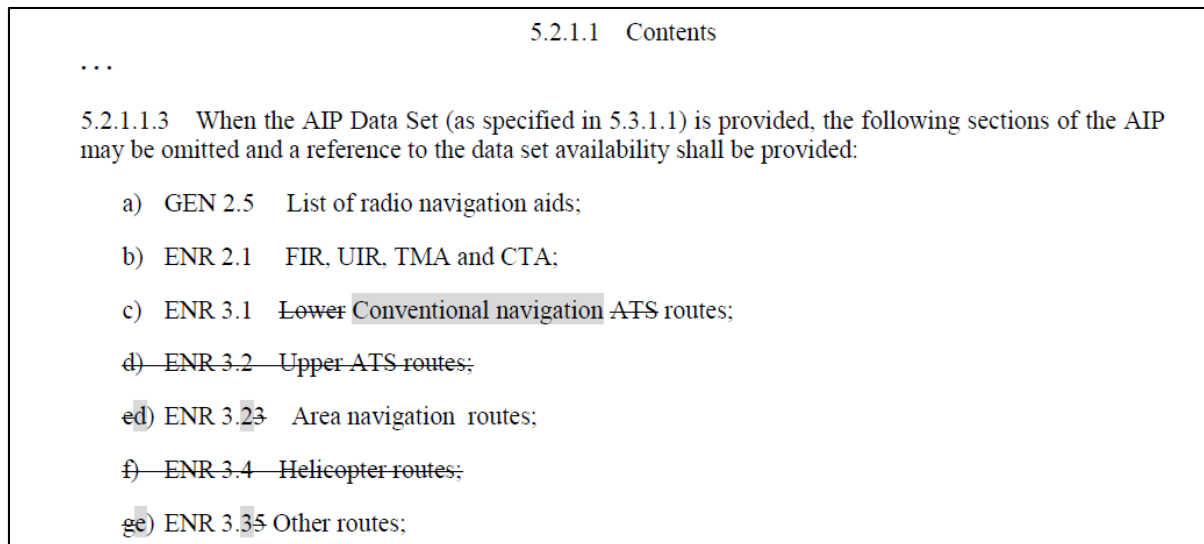 5.2.1.1 Contents
. . .
5.2.1.1.3 When the AIP Data Set (as specified in 5.3.1.1) is provided, the following sections of the AIP
may be omitted and a reference to the data set availability shall be provided:
a) GEN 2.5 List of radio navigation aids;
b) ENR 2.1 FIR, UIR, TMA and CTA;
c) ENR 3.1 Lower Conventional navigation ATS routes;
d) ENR 3.2 Upper ATS routes;
ed) ENR 3.23 Area navigation routes;
f) ENR 3.4 Helicopter routes;
ge) ENR 3.35 Other routes;